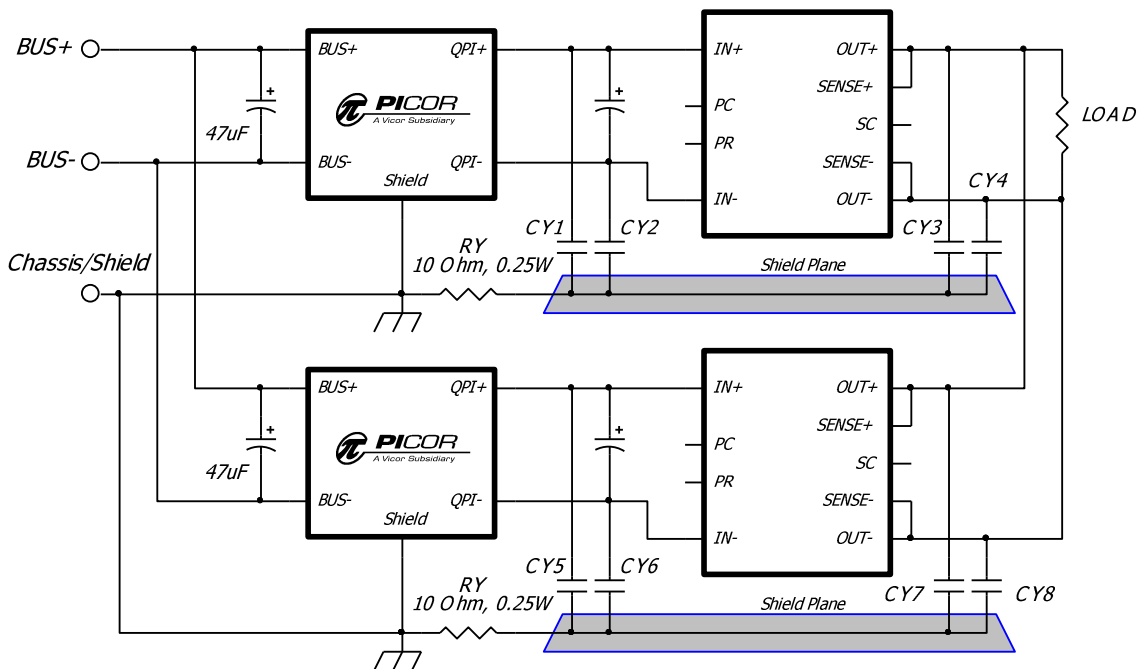 BUS+
BUS-
Chassis/Shield
47uF
BUS+
QPI+
PICOR
A Vicor Subsidiary
BUS-
QPI-
Shield
RY
10 Ohm, 0.25W
CY1
CY2
IN+
OUT+
SENSE+
PC
SC
PR
SENSE-
IN-
OUT-
CY3
CY4
LOAD
Shield Plane
47uF
BUS+
QPI+
PICOR
A Vicor Subsidiary
BUS-
QPI-
Shield
RY
10 Ohm, 0.25W
CY5
CY6
IN+
OUT+
SENSE+
PC
SC
PR
SENSE-
IN-
OUT-
CY7
CY8
Shield Plane